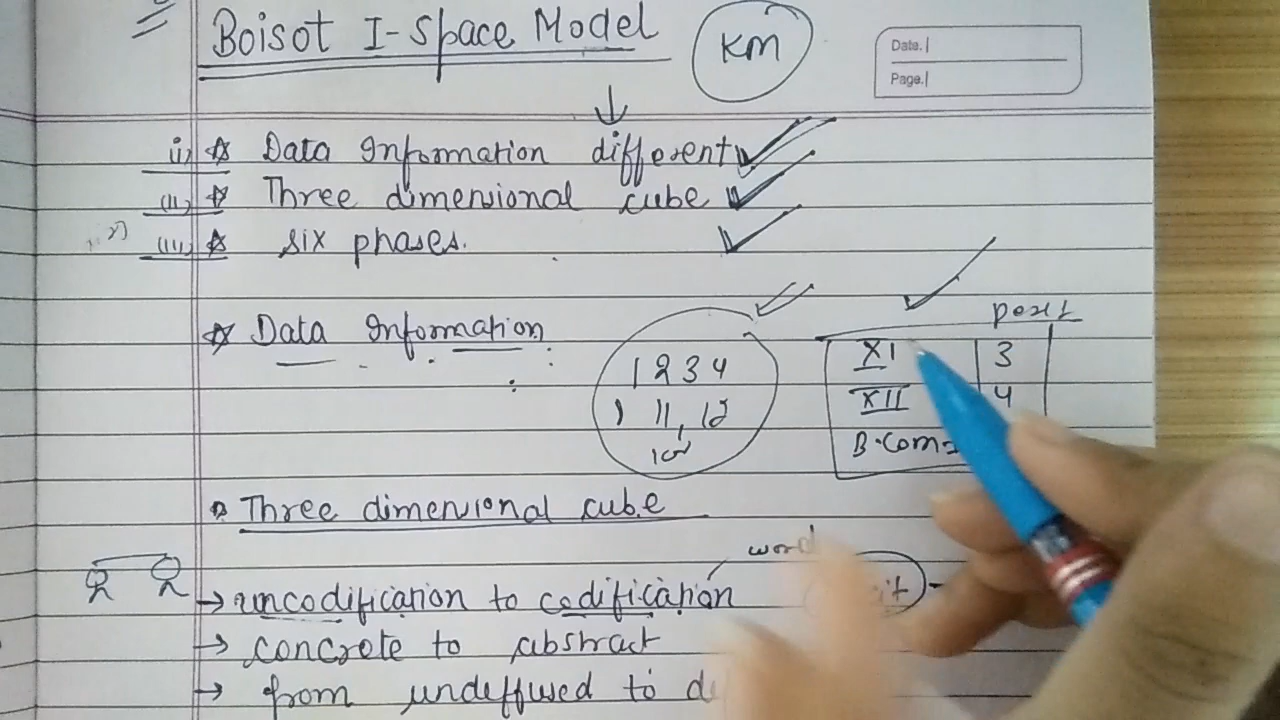 Boisot I-Space Model
KM
Date.
Page.
i) Data Information different
(ii) Three dimensional cube
(iii) six phases.
Data Information
1 2 3 4
11, 12
XI 3
XII 4
B.Com
Three dimensional cube
word
→ uncodification to codification
→ concrete to abstract
→ from undeffused to